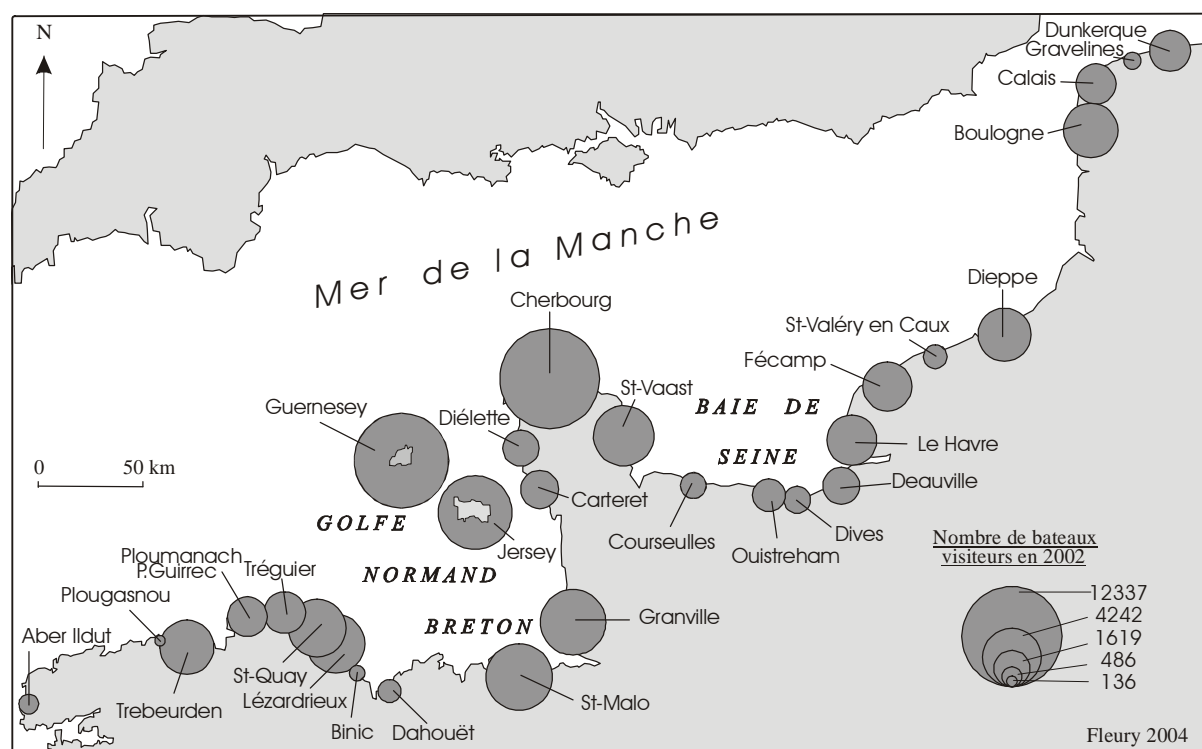 N
Dunkerque
Gravelines
Calais
Boulogne
Mer de la Manche
Dieppe
Cherbourg
St-Valéry en Caux
Fécamp
St-Vaast
BAIE DE
SEINE
Guernesey
Diélette
Le Havre
0 50 km
Deauville
Carteret
GOLFE
Dives
Courseulles
Ouistreham
Jersey
NORMAND
Ploumanach
P.Guirrec
Tréguier
Plougasnou
BRETON
Granville
Aber Ildut
St-Quay
Lézardrieux
Trebeurden
Binic
Dahouët
St-Malo
Nombre de bateaux
visiteurs en 2002
12337
4242
1619
486
136
Fleury 2004